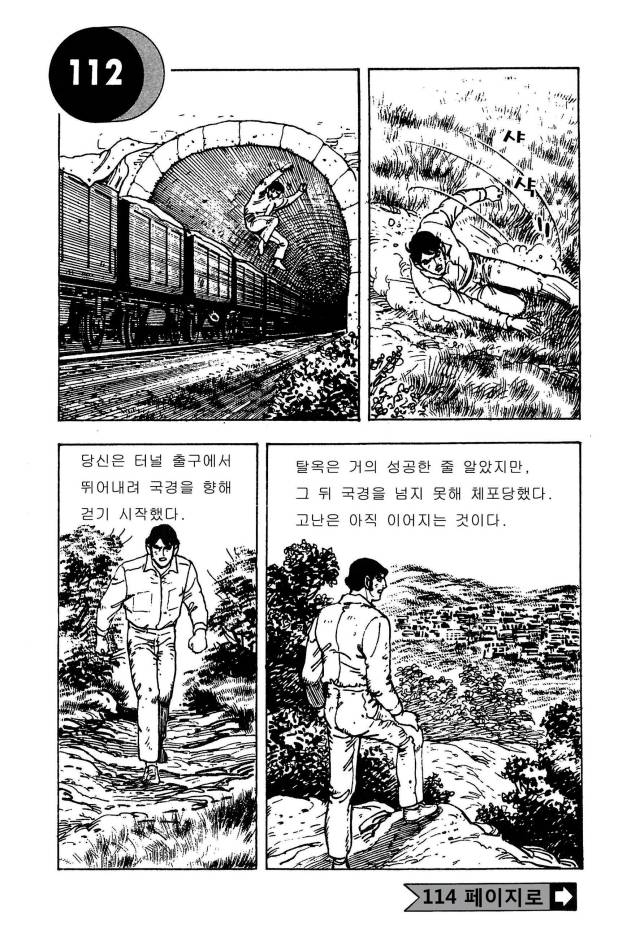 112
샤
샤
!!
당신은 터널 출구에서
뛰어내려 국경을 향해
걷기 시작했다.
탈옥은 거의 성공한 줄 알았지만,
그 뒤 국경을 넘지 못해 체포당했다.
고난은 아직 이어지는 것이다.
114 페이지로